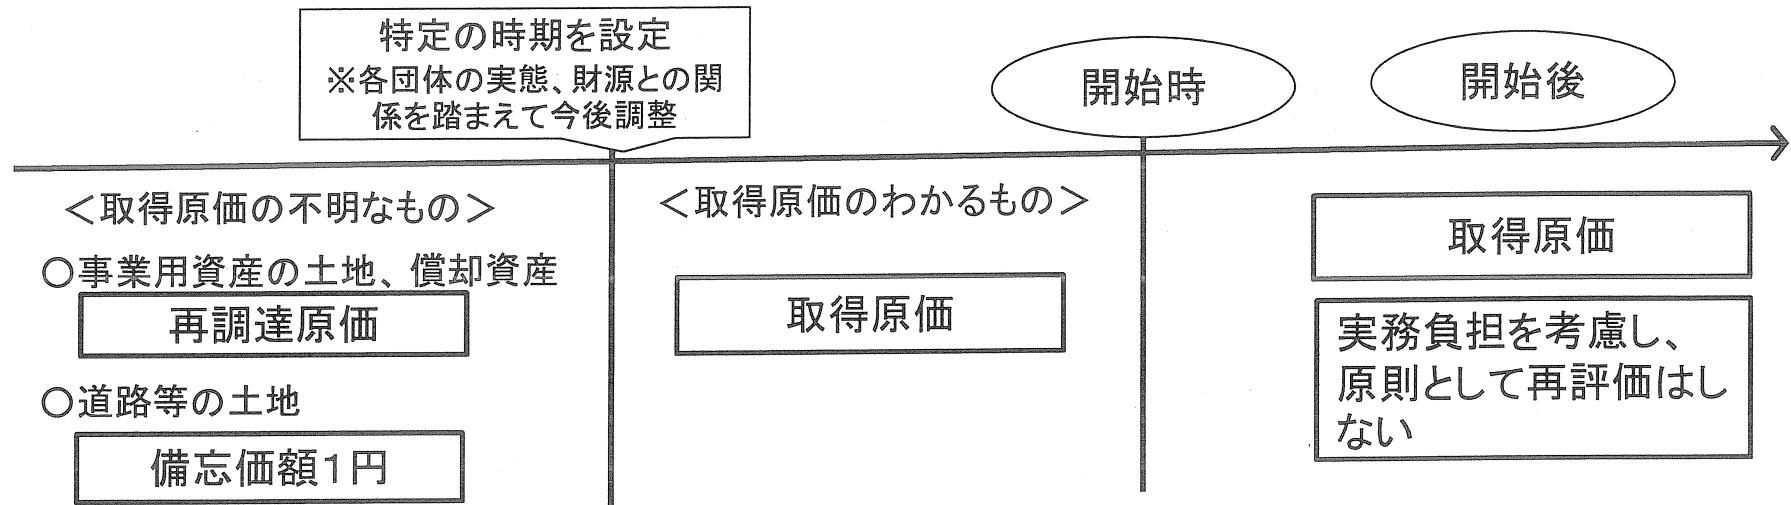 特定の時期を設定
※各団体の実態、財源との関
係を踏まえて今後調整
開始時
開始後
＜取得原価の不明なもの＞
○事業用資産の土地、償却資産
再調達原価
○道路等の土地
備忘価額１円
＜取得原価のわかるもの＞
取得原価
取得原価
実務負担を考慮し、
原則として再評価はし
ない